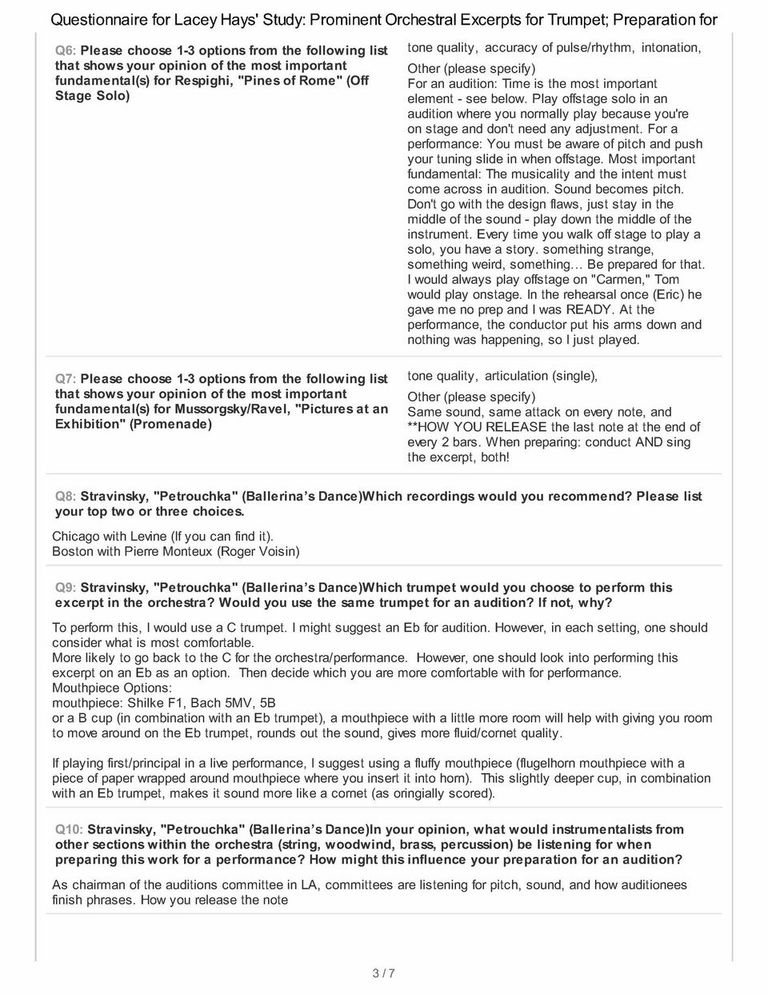 Questionnaire for Lacey Hays' Study: Prominent Orchestral Excerpts for Trumpet; Preparation for
Q6: Please choose 1-3 options from the following list
that shows your opinion of the most important
fundamental(s) for Respighi, "Pines of Rome" (Off
Stage Solo)
tone quality, accuracy of pulse/rhythm, intonation,
Other (please specify)
For an audition: Time is the most important
element - see below. Play offstage solo in an
audition where you normally play because you're
on stage and don't need any adjustment. For a
performance: You must be aware of pitch and push
your tuning slide in when offstage. Most important
fundamental: The musicality and the intent must
come across in audition. Sound becomes pitch.
Don't go with the design flaws, just stay in the
middle of the sound - play down the middle of the
instrument. Every time you walk off stage to play a
solo, you have a story. something strange,
something weird, something... Be prepared for that.
I would always play offstage on "Carmen," Tom
would play onstage. In the rehearsal once (Eric) he
gave me no prep and I was READY. At the
performance, the conductor put his arms down and
nothing was happening, so I just played.
Q7: Please choose 1-3 options from the following list
that shows your opinion of the most important
fundamental(s) for Mussorgsky/Ravel, "Pictures at an
Exhibition" (Promenade)
tone quality, articulation (single),
Other (please specify)
Same sound, same attack on every note, and
**HOW YOU RELEASE the last note at the end of
every 2 bars. When preparing: conduct AND sing
the excerpt, both!
Q8: Stravinsky, "Petrouchka" (Ballerina's Dance)Which recordings would you recommend? Please list
your top two or three choices.
Chicago with Levine (If you can find it).
Boston with Pierre Monteux (Roger Voisin)
Q9: Stravinsky, "Petrouchka" (Ballerina's Dance)Which trumpet would you choose to perform this
excerpt in the orchestra? Would you use the same trumpet for an audition? If not, why?
To perform this, I would use a C trumpet. I might suggest an Eb for audition. However, in each setting, one should
consider what is most comfortable.
More likely to go back to the C for the orchestra/performance. However, one should look into performing this
excerpt on an Eb as an option. Then decide which you are more comfortable with for performance.
Mouthpiece Options:
mouthpiece: Shilke F1, Bach 5MV, 5B
or a B cup (in combination with an Eb trumpet), a mouthpiece with a little more room will help with giving you room
to move around on the Eb trumpet, rounds out the sound, gives more fluid/cornet quality.
If playing first/principal in a live performance, I suggest using a fluffy mouthpiece (flugelhorn mouthpiece with a
piece of paper wrapped around mouthpiece where you insert it into horn). This slightly deeper cup, in combination
with an Eb trumpet, makes it sound more like a cornet (as oringially scored).
Q10: Stravinsky, "Petrouchka" (Ballerina's Dance)In your opinion, what would instrumentalists from
other sections within the orchestra (string, woodwind, brass, percussion) be listening for when
preparing this work for a performance? How might this influence your preparation for an audition?
As chairman of the auditions committee in LA, committees are listening for pitch, sound, and how auditionees
finish phrases. How you release the note
3 / 7